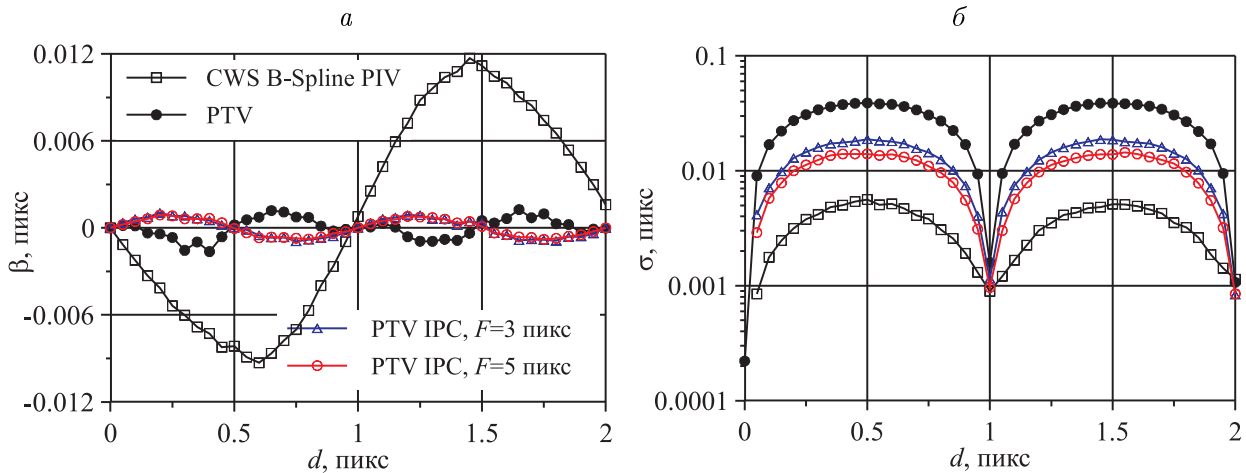 а
0.012
0.006
0
-0.006
-0.012
β, пикс
CWS B-Spline PIV
PTV
PTV IPC, F=3 пикс
PTV IPC, F=5 пикс
0 0.5 1 1.5 2
d, пикс
б
0.1
0.01
0.001
0.0001
σ, пикс
0 0.5 1 1.5 2
d, пикс